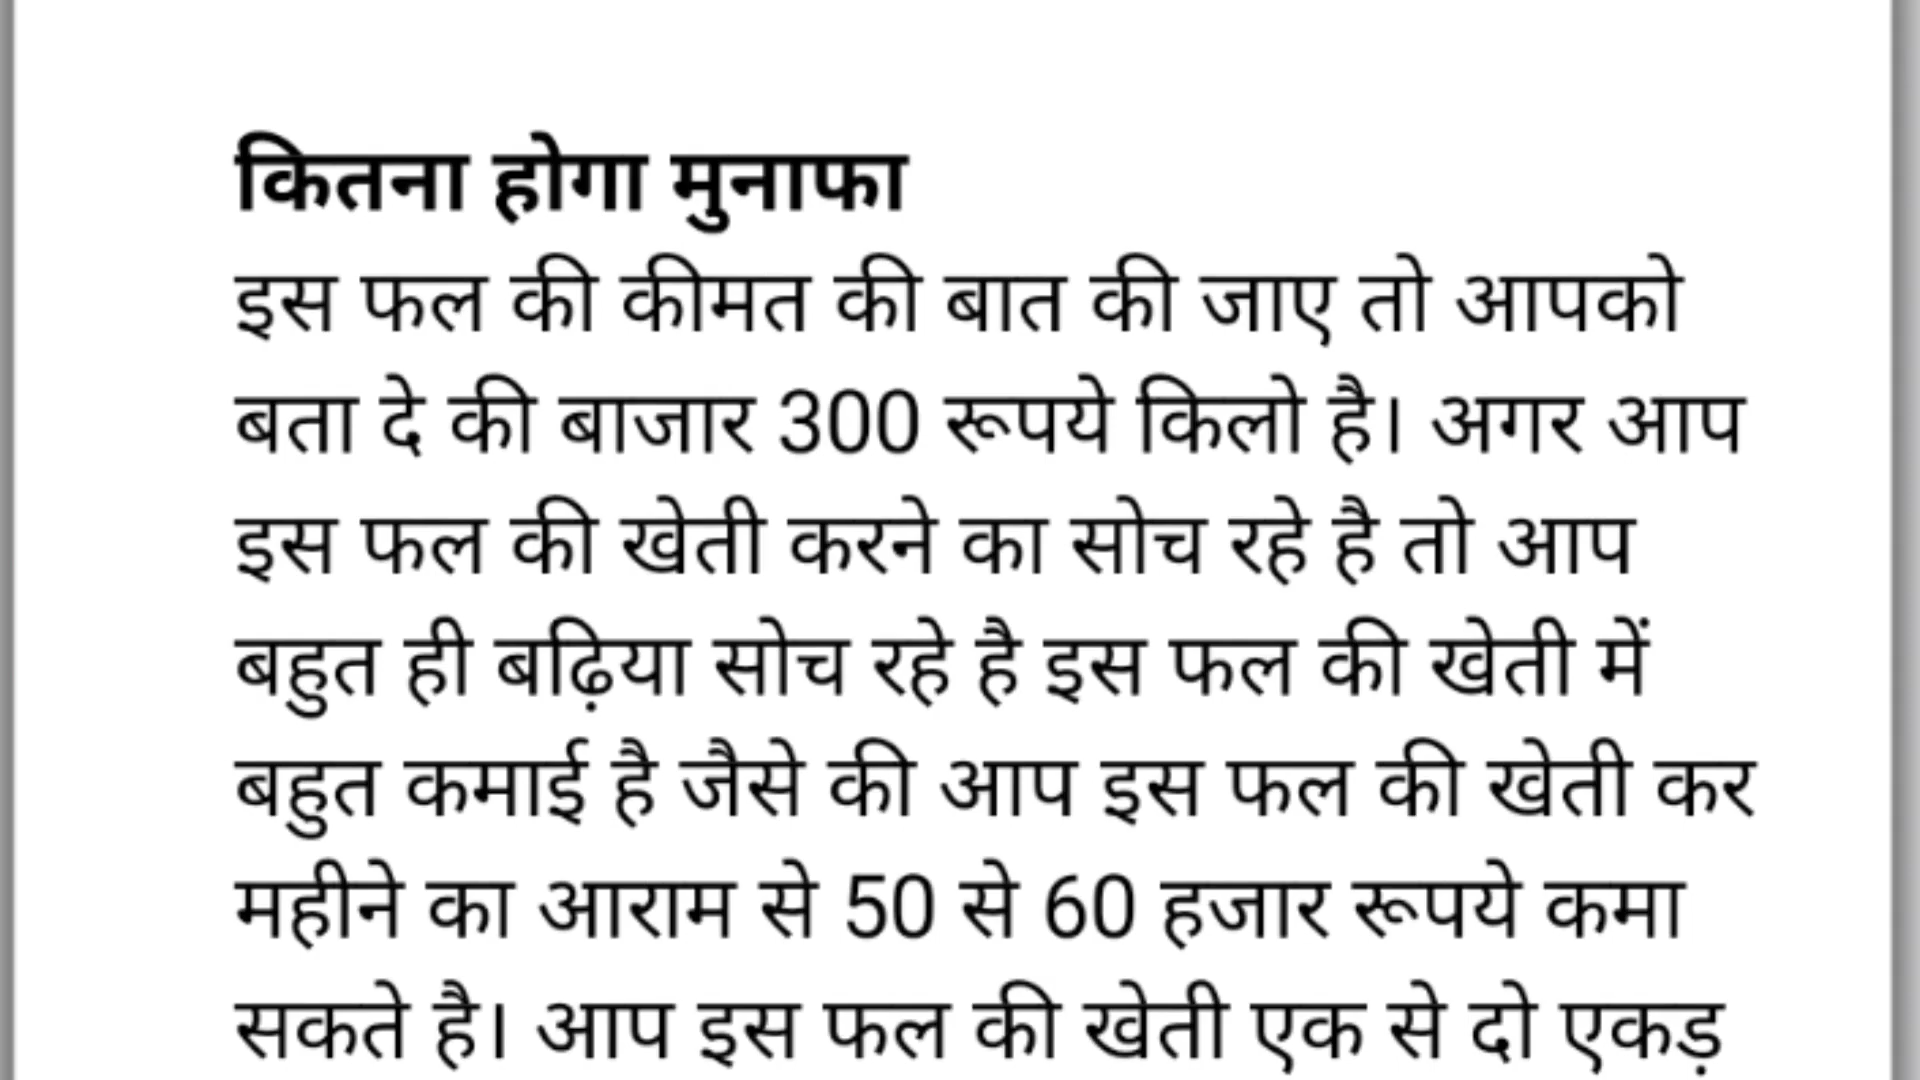 कितना होगा मुनाफा
इस फल की कीमत की बात की जाए तो आपको
बता दे की बाजार 300 रूपये किलो है। अगर आप
इस फल की खेती करने का सोच रहे है तो आप
बहुत ही बढ़िया सोच रहे है इस फल की खेती में
बहुत कमाई है जैसे की आप इस फल की खेती कर
महीने का आराम से 50 से 60 हजार रूपये कमा
सकते है। आप इस फल की खेती एक से दो एकड़